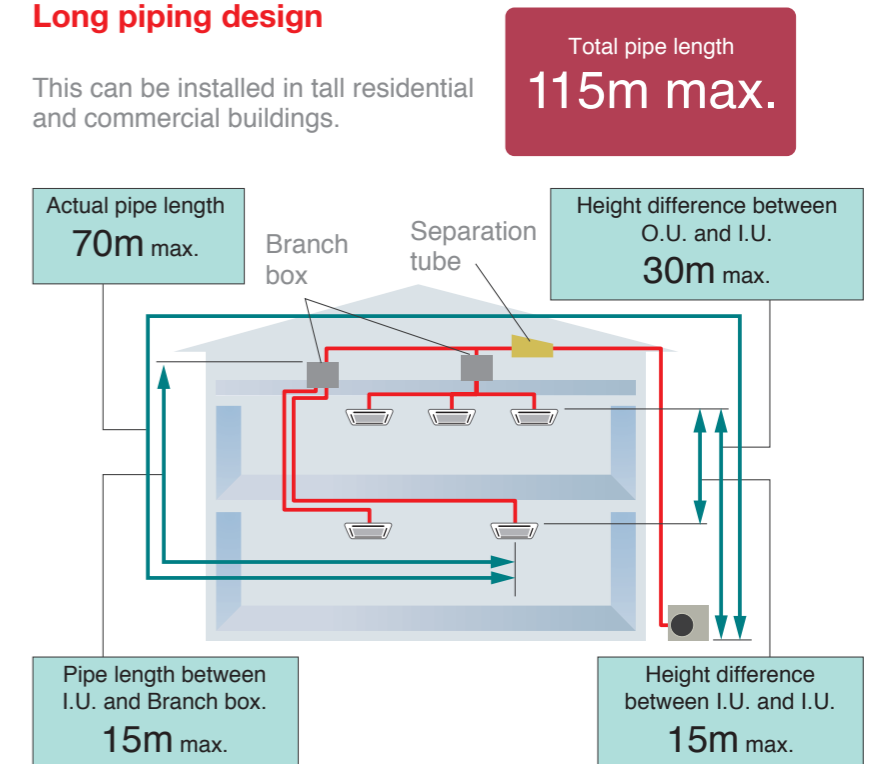 Long piping design
This can be installed in tall residential
and commercial buildings.
Total pipe length
115m max.
Actual pipe length
70m max.
Branch
box
Separation
tube
Height difference between
O.U. and I.U.
30m max.
Pipe length between
I.U. and Branch box.
15m max.
Height difference
between I.U. and I.U.
15m max.